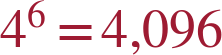 4⁶ = 4,096